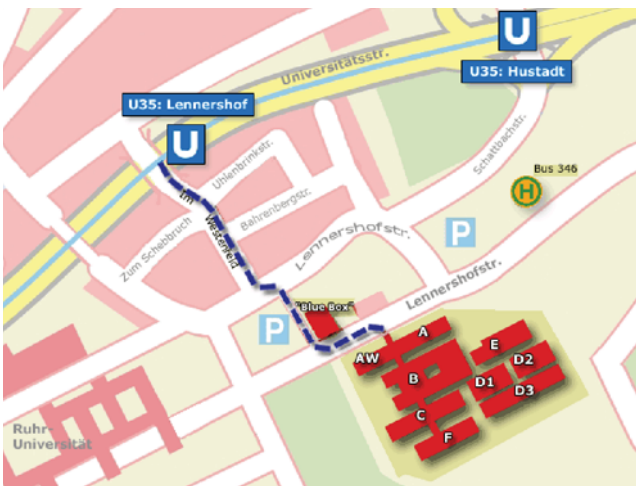 U
U35: Hustadt
Universitätsstr.
U35: Lennershof
U
Uhlenbrinkstr.
Schattbachstr.
Bus 346
H
Im
Westenfeld
Bahrenbergstr.
Zum Schebbruch
Lennershofstr.
P
Lennershofstr.
"Blue Box"
P
A
AW
E
D2
B
D1
D3
C
F
Ruhr-
Universität